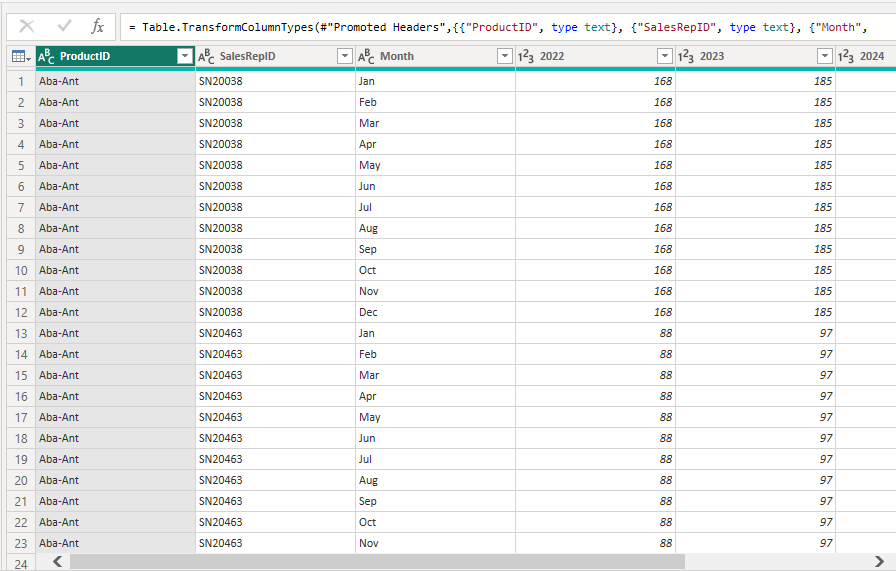 fx = Table.TransformColumnTypes(#"Promoted Headers",{{"ProductID", type text}, {"SalesRepID", type text}, {"Month",
ABC ProductID ABC SalesRepID ABC Month 123 2022 123 2023 123 2024
1 Aba-Ant SN20038 Jan 168 185
2 Aba-Ant SN20038 Feb 168 185
3 Aba-Ant SN20038 Mar 168 185
4 Aba-Ant SN20038 Apr 168 185
5 Aba-Ant SN20038 May 168 185
6 Aba-Ant SN20038 Jun 168 185
7 Aba-Ant SN20038 Jul 168 185
8 Aba-Ant SN20038 Aug 168 185
9 Aba-Ant SN20038 Sep 168 185
10 Aba-Ant SN20038 Oct 168 185
11 Aba-Ant SN20038 Nov 168 185
12 Aba-Ant SN20038 Dec 168 185
13 Aba-Ant SN20463 Jan 88 97
14 Aba-Ant SN20463 Feb 88 97
15 Aba-Ant SN20463 Mar 88 97
16 Aba-Ant SN20463 Apr 88 97
17 Aba-Ant SN20463 May 88 97
18 Aba-Ant SN20463 Jun 88 97
19 Aba-Ant SN20463 Jul 88 97
20 Aba-Ant SN20463 Aug 88 97
21 Aba-Ant SN20463 Sep 88 97
22 Aba-Ant SN20463 Oct 88 97
23 Aba-Ant SN20463 Nov 88 97
24